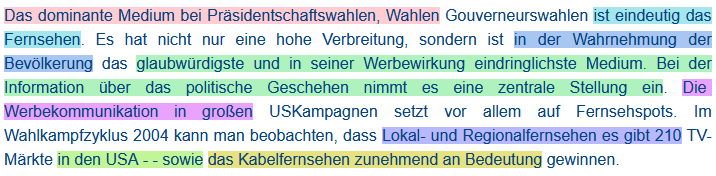 Das dominante Medium bei Präsidentschaftswahlen, Wahlen Gouverneurswahlen ist eindeutig das
Fernsehen. Es hat nicht nur eine hohe Verbreitung, sondern ist in der Wahrnehmung der
Bevölkerung das glaubwürdigste und in seiner Werbewirkung eindringlichste Medium. Bei der
Information über das politische Geschehen nimmt es eine zentrale Stellung ein. Die
Werbekommunikation in großen USKampagnen setzt vor allem auf Fernsehspots. Im
Wahlkampfzyklus 2004 kann man beobachten, dass Lokal- und Regionalfernsehen es gibt 210 TV-
Märkte in den USA - - sowie das Kabelfernsehen zunehmend an Bedeutung gewinnen.